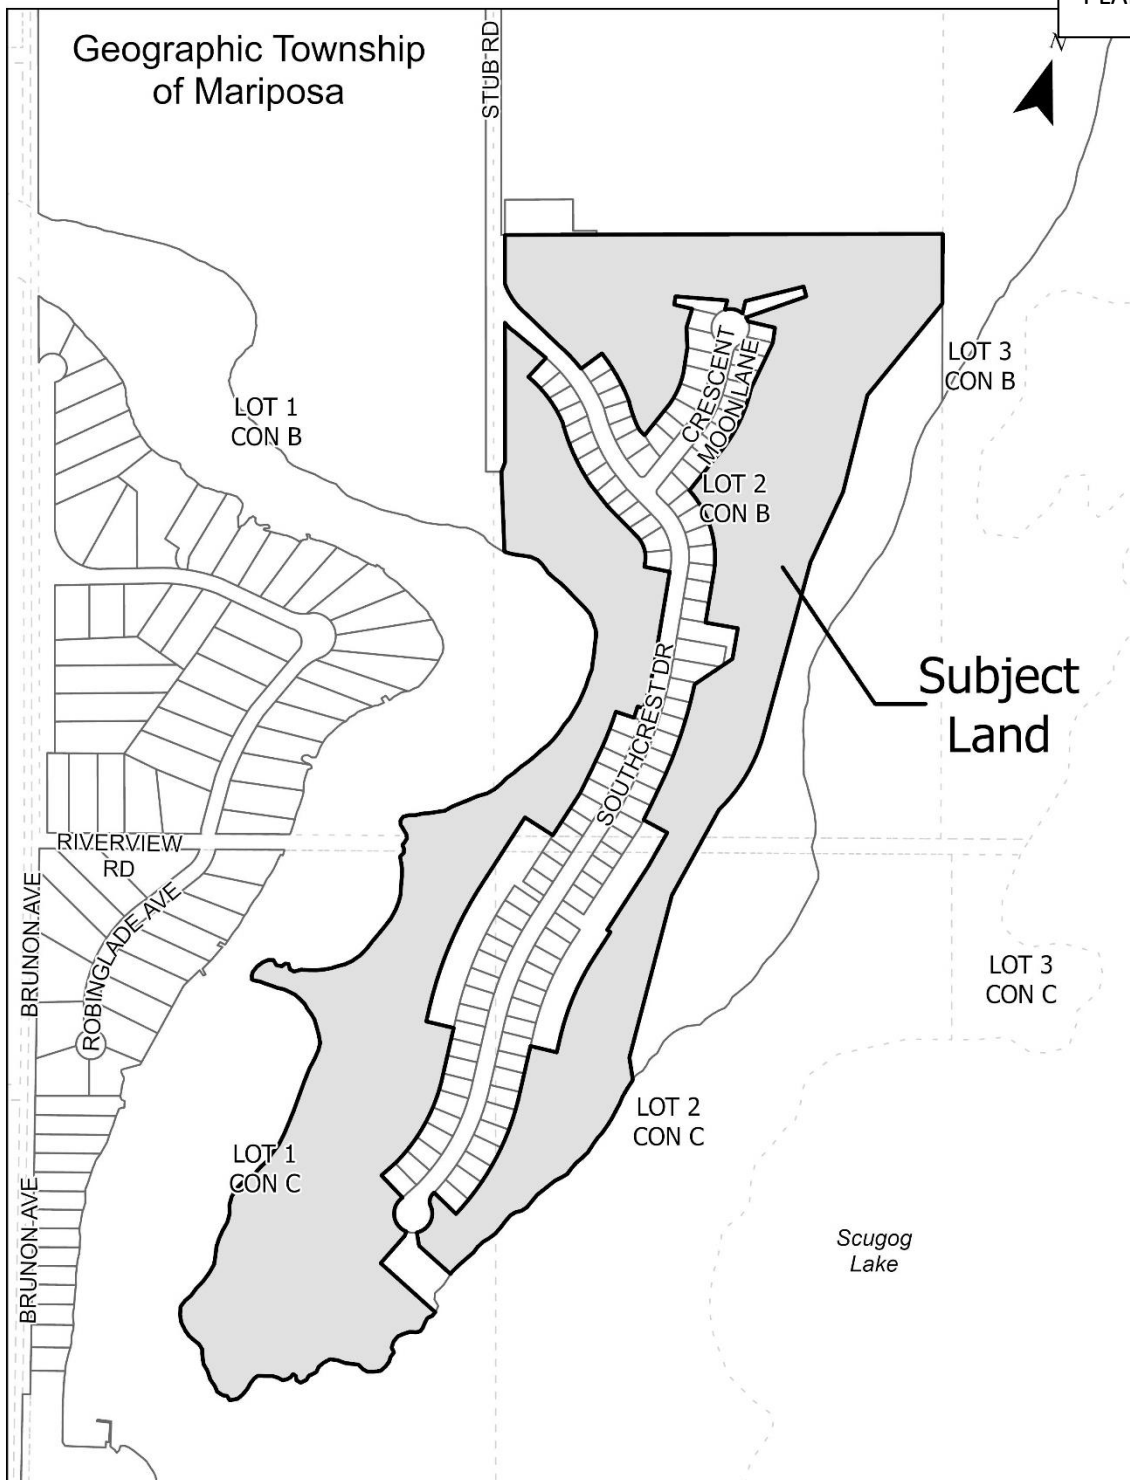 Geographic Township
of Mariposa
STUB RD
N
LOT 3
CON B
CRESCENT
MOON LANE
LOT 1
CON B
LOT 2
CON B
Subject
Land
SOUTHCREST DR
RIVERVIEW
RD
BRUNON AVE
ROBINGLADE AVE
LOT 3
CON C
LOT 2
CON C
LOT 1
CON C
BRUNON AVE
Scugog
Lake